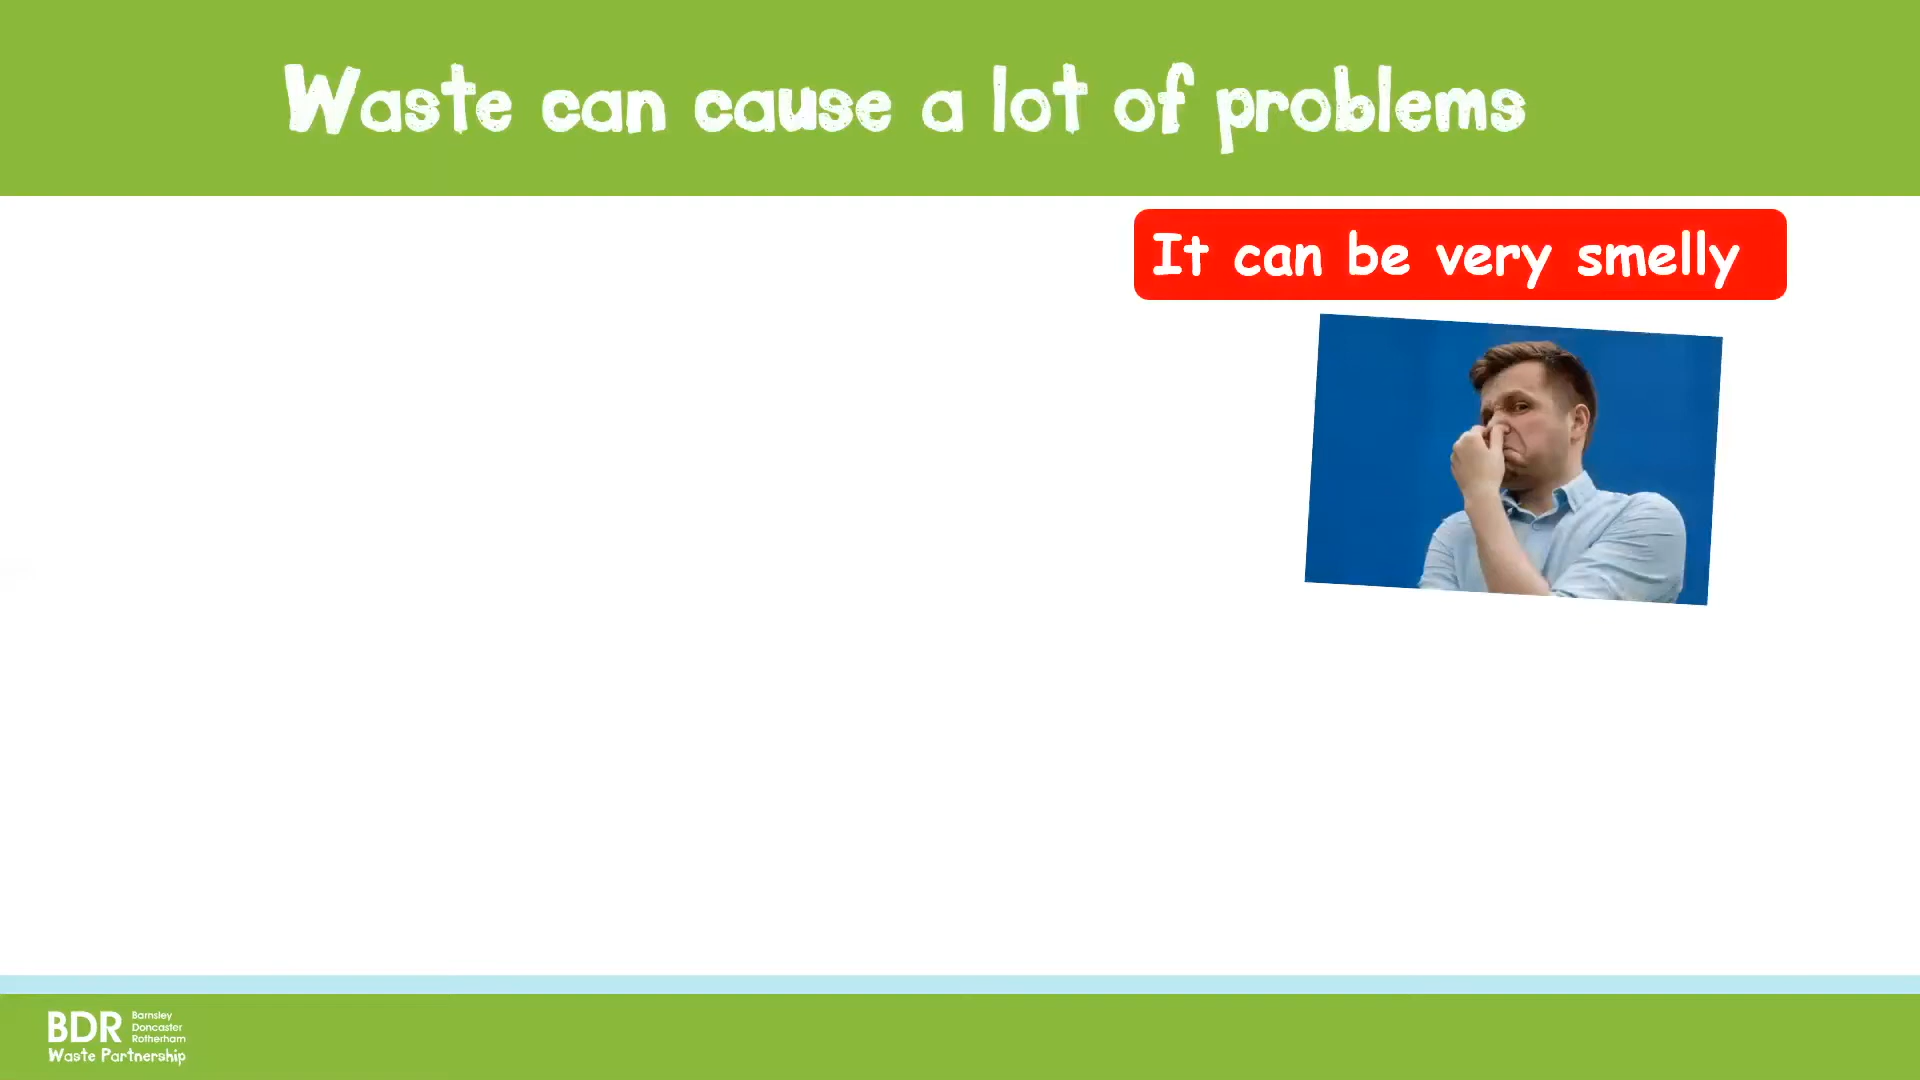 Waste can cause a lot of problems
It can be very smelly
BDR
Barnsley
Doncaster
Rotherham
Waste Partnership